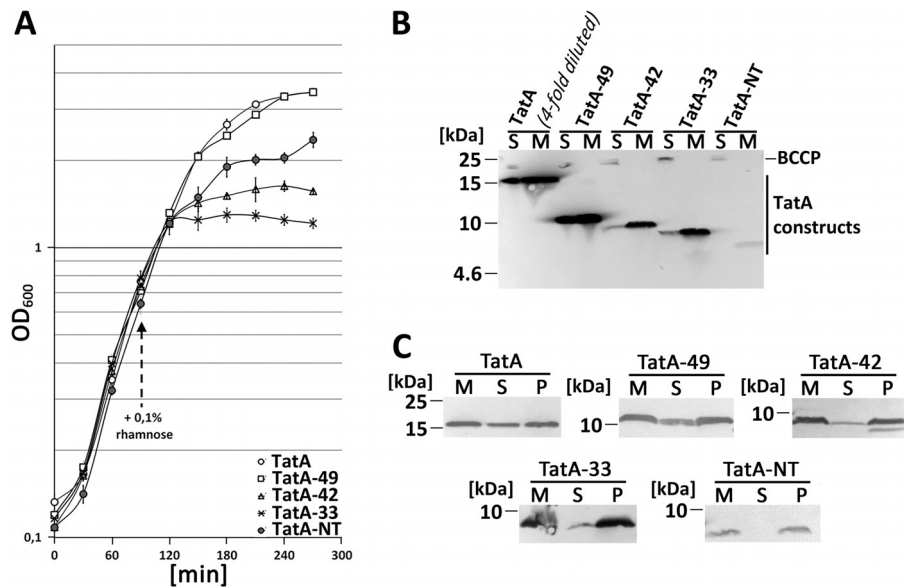 A
OD600
1
0,1
+ 0,1%
rhamnose
TatA
TatA-49
TatA-42
TatA-33
TatA-NT
0 60 120 180 240 300
[min]
B
TatA
(4-fold diluted)
TatA-49
TatA-42
TatA-33
TatA-NT
[kDa] S M S M S M S M S M
25
15
10
4.6
BCCP
TatA
constructs
C
TatA
[kDa] M S P
25
15
TatA-49
[kDa] M S P
10
TatA-42
[kDa] M S P
10
TatA-33
[kDa] M S P
10
TatA-NT
[kDa] M S P
10